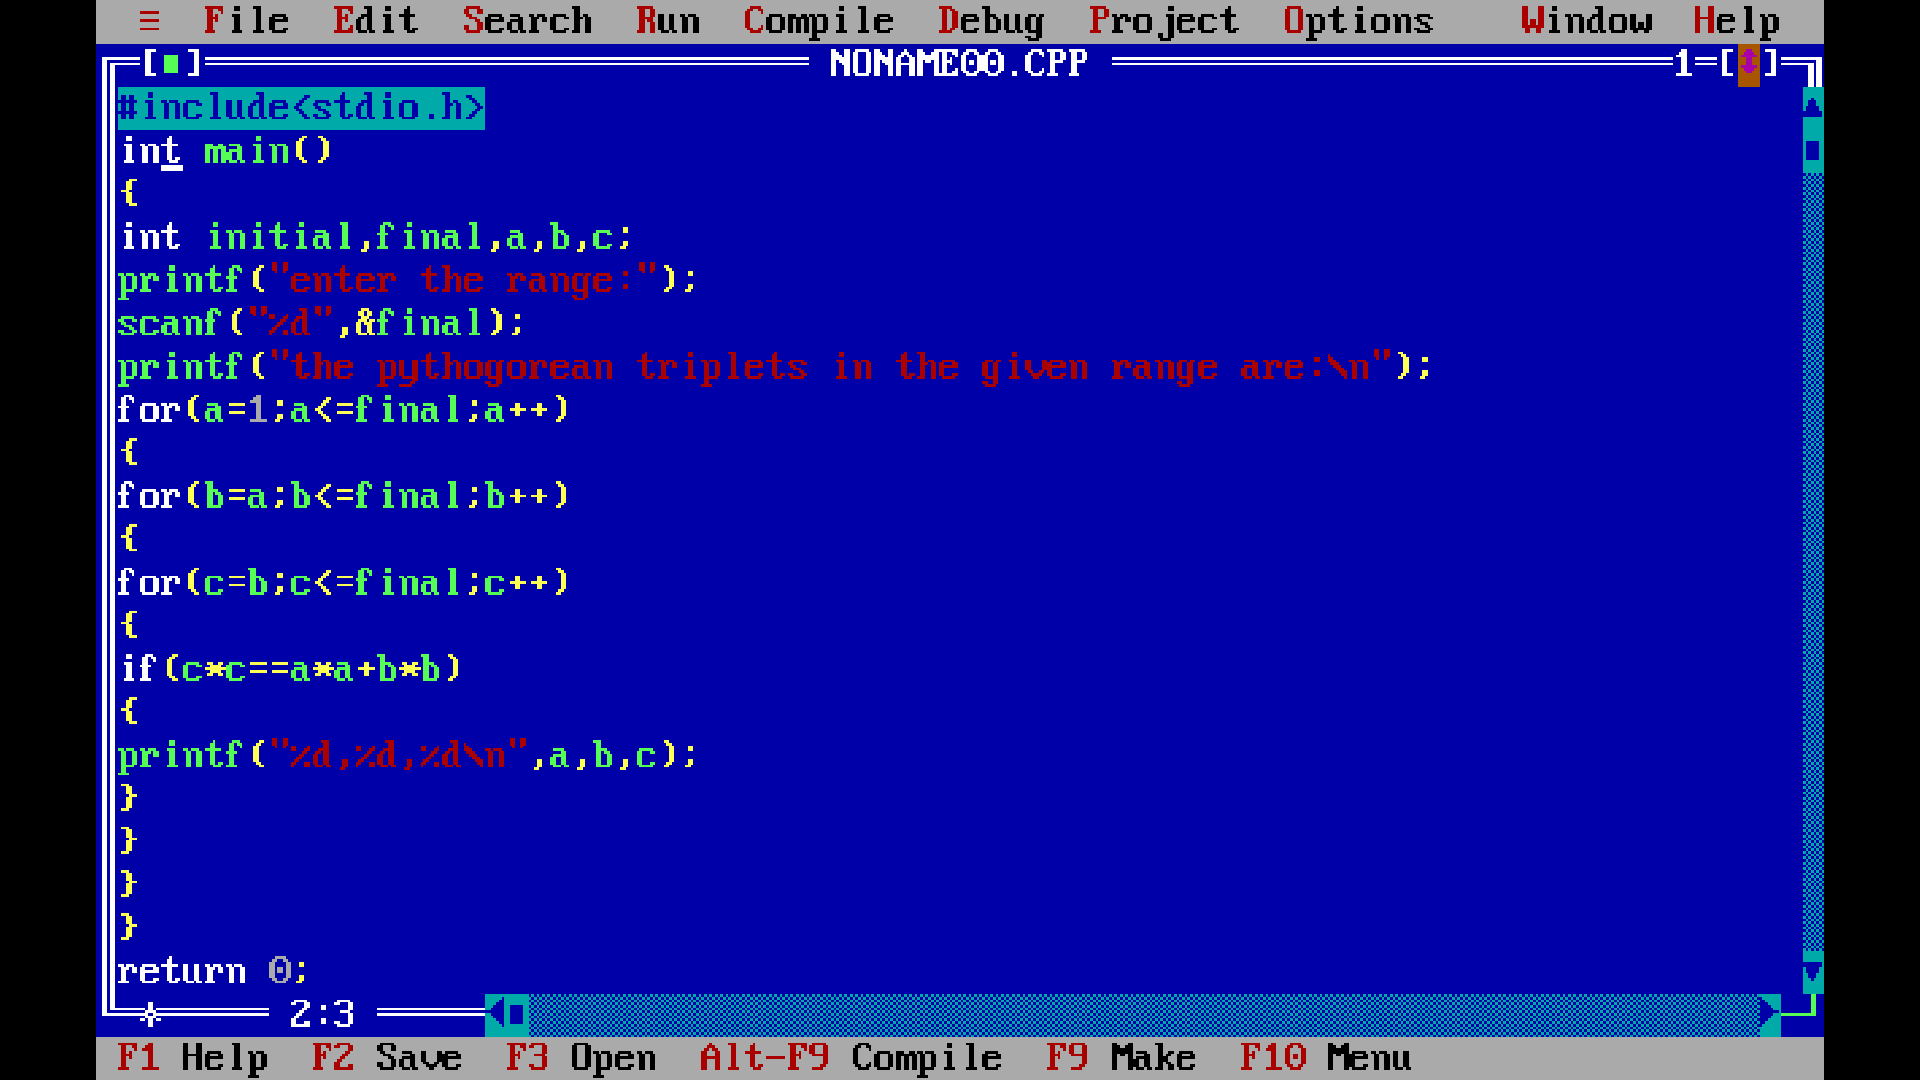 ≡ File Edit Search Run Compile Debug Project Options Window Help
[■] NONAME00.CPP 1=[↕]
#include<stdio.h>
int main()
{
int initial,final,a,b,c;
printf("enter the range:");
scanf("%d",&final);
printf("the pythogorean triplets in the given range are:\n");
for(a=1;a<=final;a++)
{
for(b=a;b<=final;b++)
{
for(c=b;c<=final;c++)
{
if(c*c==a*a+b*b)
{
printf("%d,%d,%d\n",a,b,c);
}
}
}
}
return 0;
2:3
F1 Help F2 Save F3 Open Alt-F9 Compile F9 Make F10 Menu